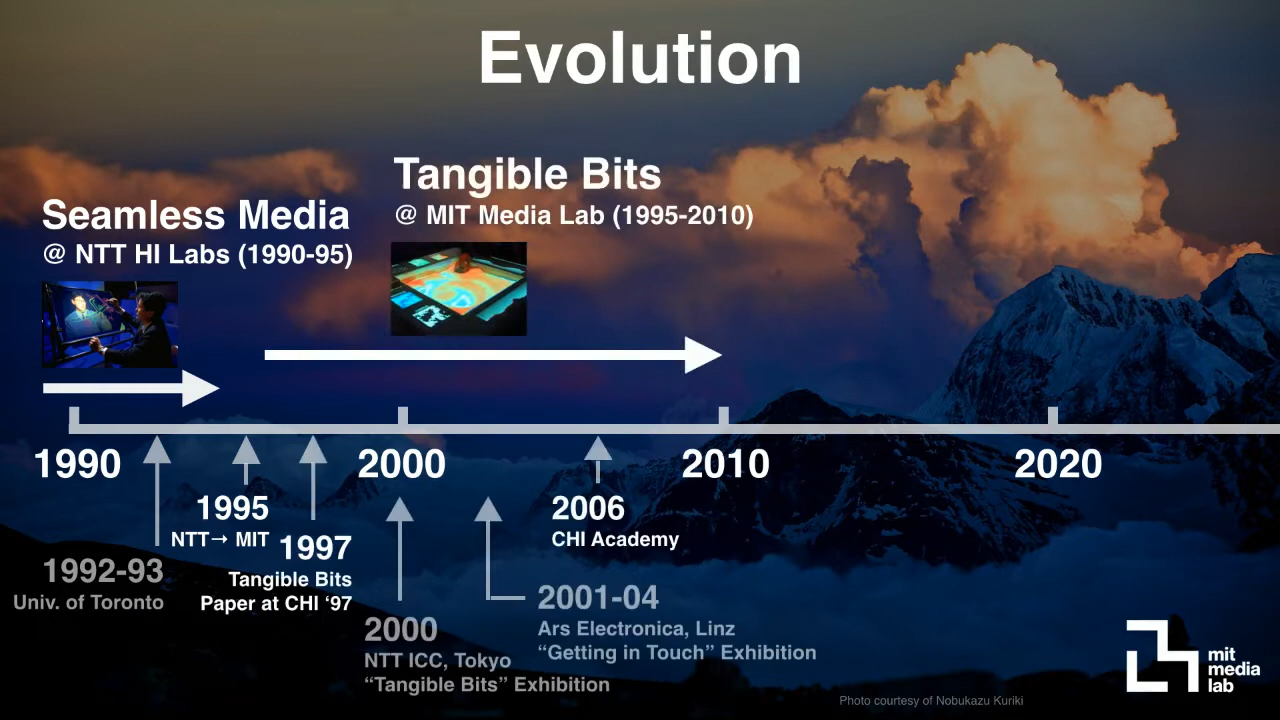 Evolution
Tangible Bits
@ MIT Media Lab (1995-2010)
Seamless Media
@ NTT HI Labs (1990-95)
1990
2000
2010
2020
1995
NTT→ MIT
1997
Tangible Bits
Paper at CHI ‘97
2006
CHI Academy
1992-93
Univ. of Toronto
2000
NTT ICC, Tokyo
“Tangible Bits” Exhibition
2001-04
Ars Electronica, Linz
“Getting in Touch” Exhibition
mit
media
lab
Photo courtesy of Nobukazu Kuriki